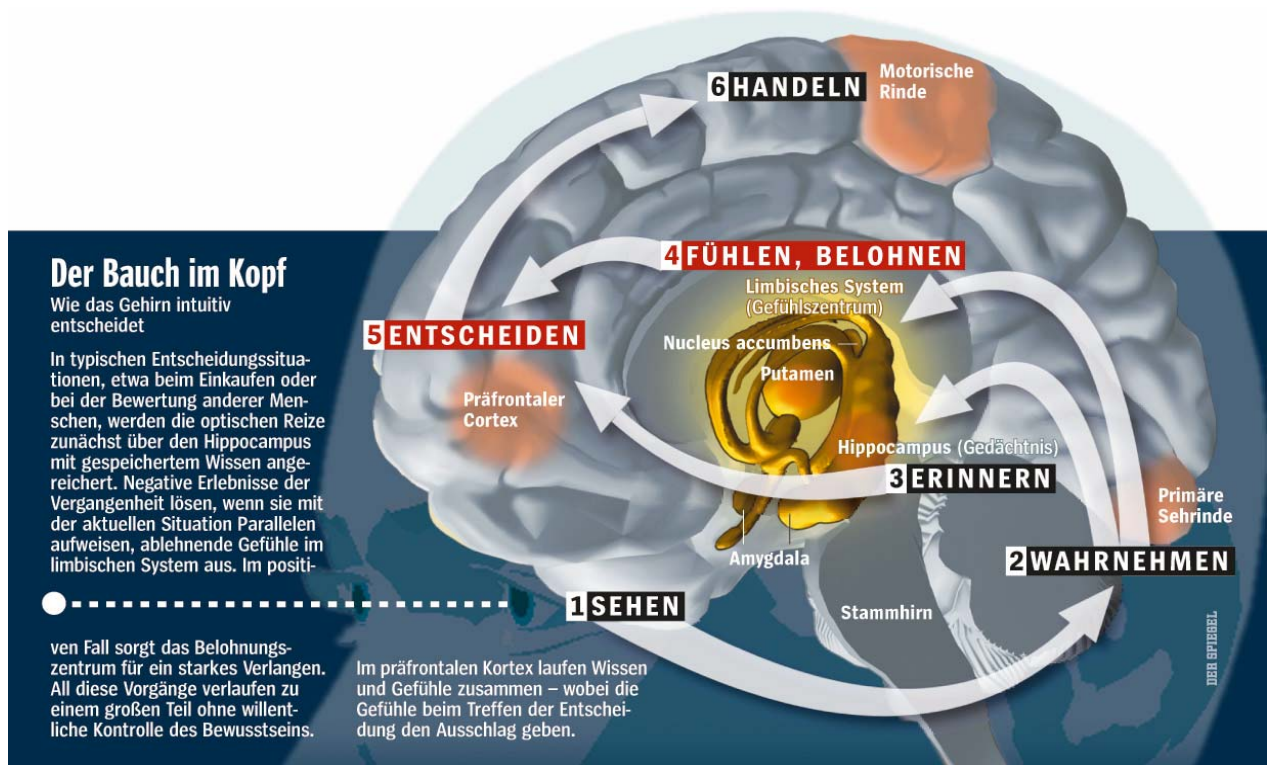 Der Bauch im Kopf
Wie das Gehirn intuitiv
entscheidet
In typischen Entscheidungssitua-
tionen, etwa beim Einkaufen oder
bei der Bewertung anderer Men-
schen, werden die optischen Reize
zunächst über den Hippocampus
mit gespeichertem Wissen ange-
reichert. Negative Erlebnisse der
Vergangenheit lösen, wenn sie mit
der aktuellen Situation Parallelen
aufweisen, ablehnende Gefühle im
limbischen System aus. Im positi-
ven Fall sorgt das Belohnungs-
zentrum für ein starkes Verlangen.
All diese Vorgänge verlaufen zu
einem großen Teil ohne willent-
liche Kontrolle des Bewusstseins.
Im präfrontalen Kortex laufen Wissen
und Gefühle zusammen – wobei die
Gefühle beim Treffen der Entschei-
dung den Ausschlag geben.
1 SEHEN
2 WAHRNEHMEN
Primäre
Sehrinde
3 ERINNERN
Hippocampus (Gedächtnis)
4 FÜHLEN, BELOHNEN
Limbisches System
(Gefühlszentrum)
Nucleus accumbens
Putamen
Amygdala
Stammhirn
5 ENTSCHEIDEN
Präfrontaler
Cortex
6 HANDELN
Motorische
Rinde
DER SPIEGEL